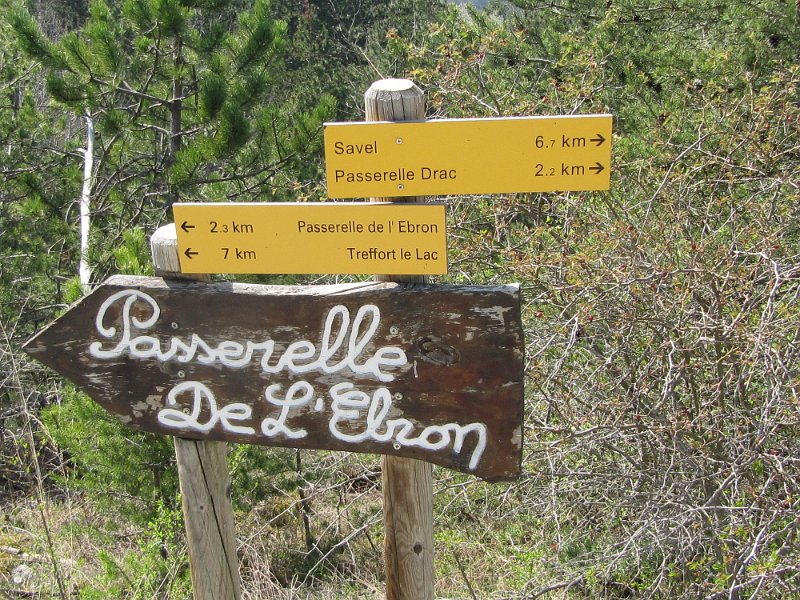 Savel 6.7 km →
Passerelle Drac 2.2 km →
← 2.3 km Passerelle de l'Ebron
← 7 km Treffort le Lac
Passerelle
De L'Ebron